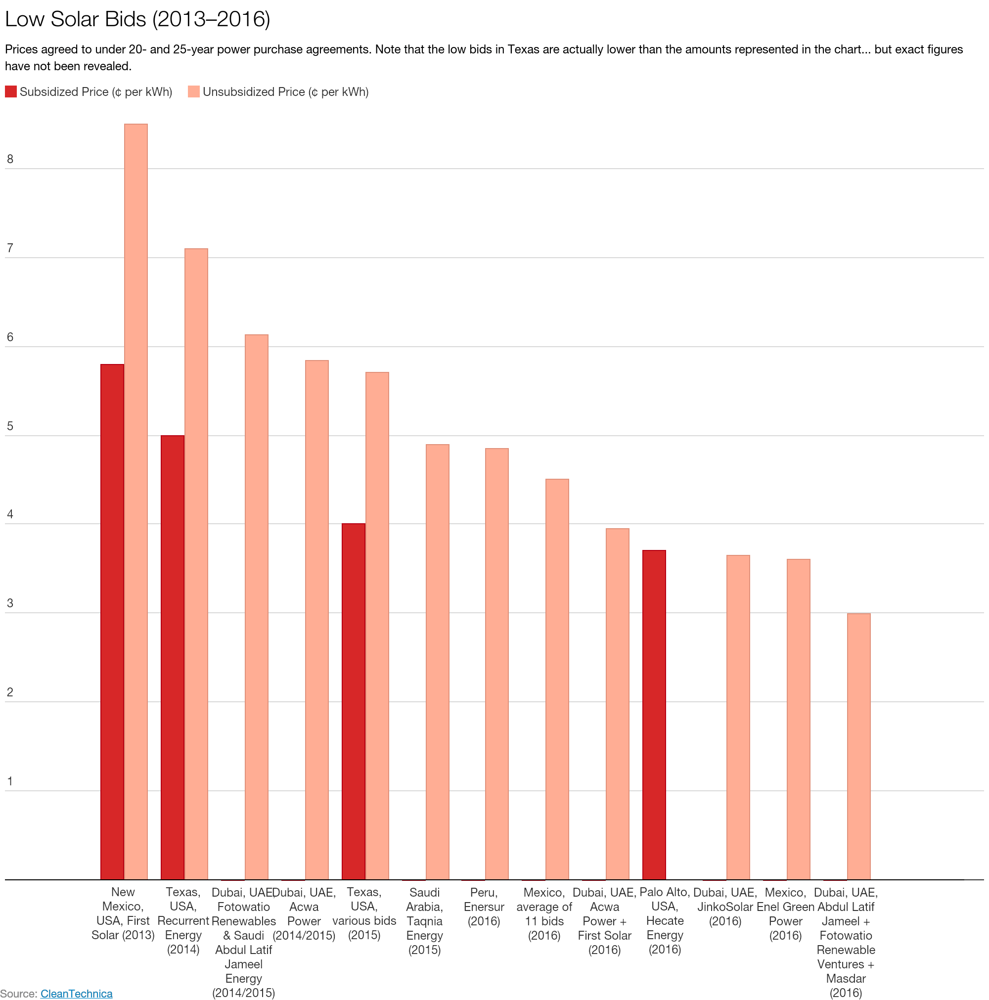 Low Solar Bids (2013–2016)
Prices agreed to under 20- and 25-year power purchase agreements. Note that the low bids in Texas are actually lower than the amounts represented in the chart... but exact figures
have not been revealed.
Subsidized Price (¢ per kWh)
Unsubsidized Price (¢ per kWh)
8
7
6
5
4
3
2
1
New
Mexico,
USA, First
Solar (2013)
Texas,
USA,
Recurrent
Energy
(2014)
Dubai, UAE,
Fotowatio
Renewables
& Saudi
Abdul Latif
Jameel
Energy
(2014/2015)
Dubai, UAE,
Acwa
Power
(2014/2015)
Texas,
USA,
various bids
(2015)
Saudi
Arabia,
Taqnia
Energy
(2015)
Peru,
Enersur
(2016)
Mexico,
average of
11 bids
(2016)
Dubai, UAE,
Acwa
Power +
First Solar
(2016)
Palo Alto,
USA,
Hecate
Energy
(2016)
Dubai, UAE,
JinkoSolar
(2016)
Mexico,
Enel Green
Power
(2016)
Dubai, UAE,
Abdul Latif
Jameel +
Fotowatio
Renewable
Ventures +
Masdar
(2016)
Source: CleanTechnica